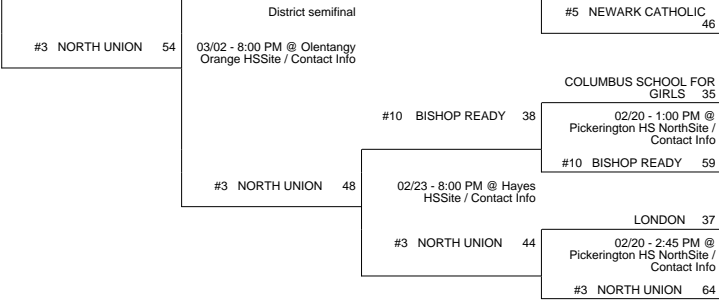 District semifinal
#5 NEWARK CATHOLIC
46
#3 NORTH UNION 54
03/02 - 8:00 PM @ Olentangy
Orange HSSite / Contact Info
COLUMBUS SCHOOL FOR
GIRLS 35
#10 BISHOP READY 38
02/20 - 1:00 PM @
Pickerington HS NorthSite /
Contact Info
#10 BISHOP READY 59
#3 NORTH UNION 48
02/23 - 8:00 PM @ Hayes
HSSite / Contact Info
LONDON 37
#3 NORTH UNION 44
02/20 - 2:45 PM @
Pickerington HS NorthSite /
Contact Info
#3 NORTH UNION 64